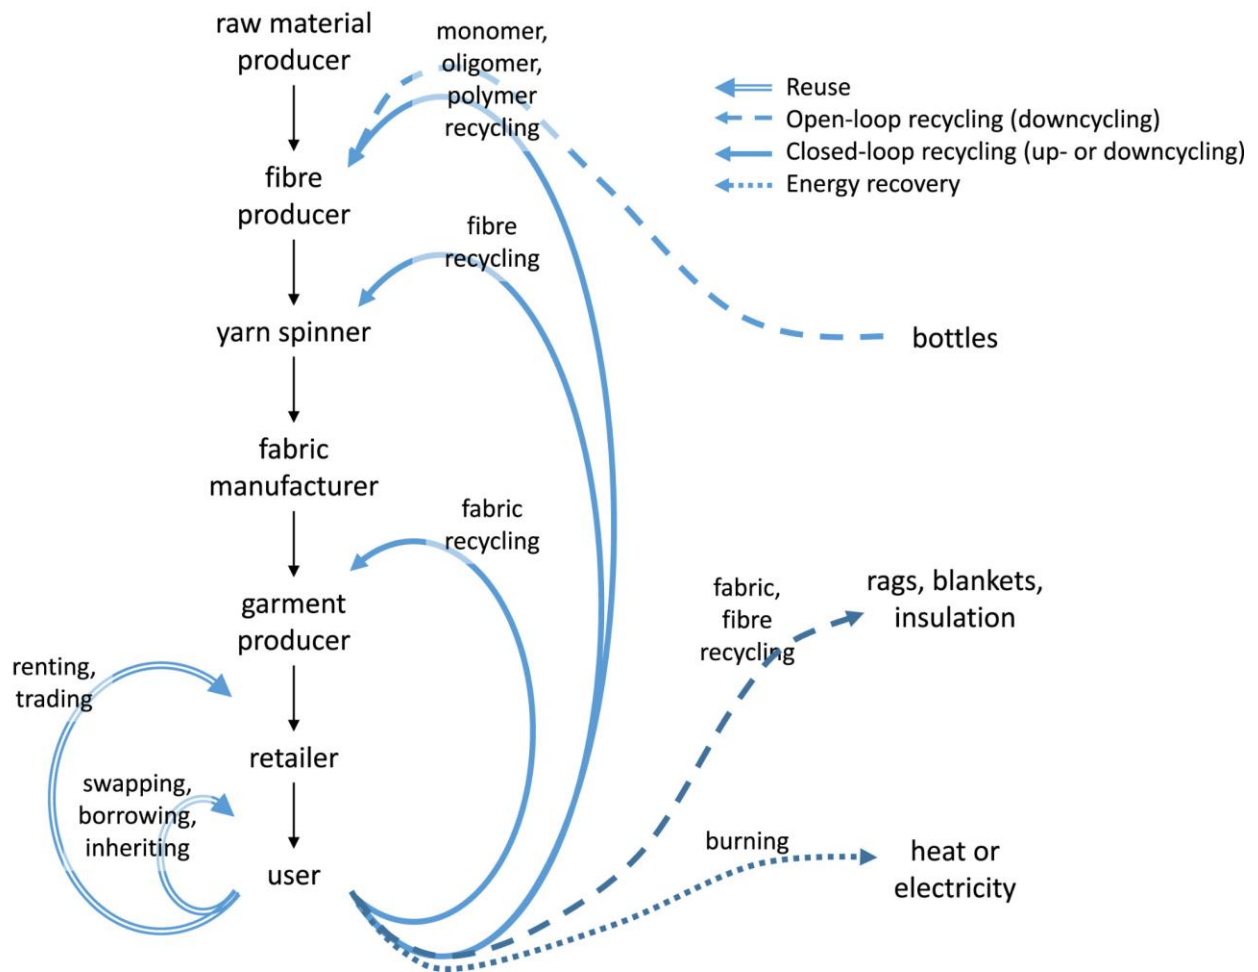 raw material
producer
monomer,
oligomer,
polymer
recycling
Reuse
Open-loop recycling (downcycling)
Closed-loop recycling (up- or downcycling)
Energy recovery
fibre
producer
fibre
recycling
yarn spinner
bottles
fabric
manufacturer
fabric
recycling
garment
producer
fabric,
fibre
recycling
rags, blankets,
insulation
renting,
trading
retailer
swapping,
borrowing,
inheriting
burning
user
heat or
electricity